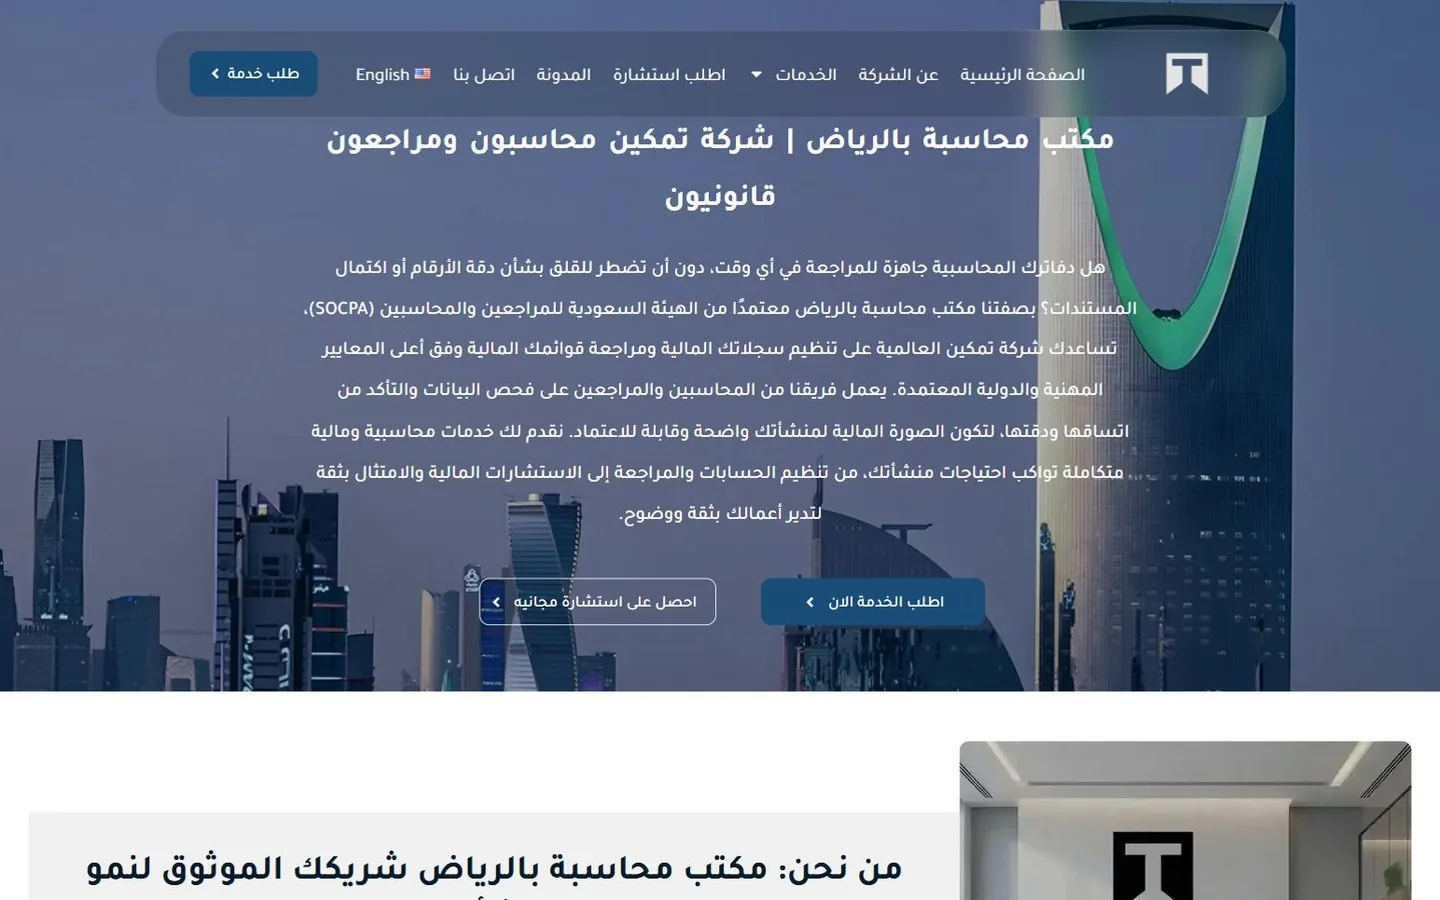 الصفحة الرئيسية
عن الشركة
الخدمات
اطلب استشارة
المدونة
اتصل بنا
English
طلب خدمة
مكتب محاسبة بالرياض | شركة تمكين محاسبون ومراجعون
قانونيون
هل دفاترك المحاسبية جاهزة للمراجعة في أي وقت، دون أن تضطر للقلق بشأن دقة الأرقام أو اكتمال
المستندات؟ بصفتنا مكتب محاسبة بالرياض معتمدًا من الهيئة السعودية للمراجعين والمحاسبين (SOCPA)،
تساعدك شركة تمكين العالمية على تنظيم سجلاتك المالية ومراجعة قوائمك المالية وفق أعلى المعايير
المهنية والدولية المعتمدة. يعمل فريقنا من المحاسبين والمراجعين على فحص البيانات والتأكد من
اتساقها ودقتها، لتكون الصورة المالية لمنشأتك واضحة وقابلة للاعتماد. نقدم لك خدمات محاسبية ومالية
متكاملة تواكب احتياجات منشأتك، من تنظيم الحسابات والمراجعة إلى الاستشارات المالية والامتثال بثقة
لتدير أعمالك بثقة ووضوح.
اطلب الخدمة الان
احصل على استشارة مجانيه
من نحن: مكتب محاسبة بالرياض شريكك الموثوق لنمو